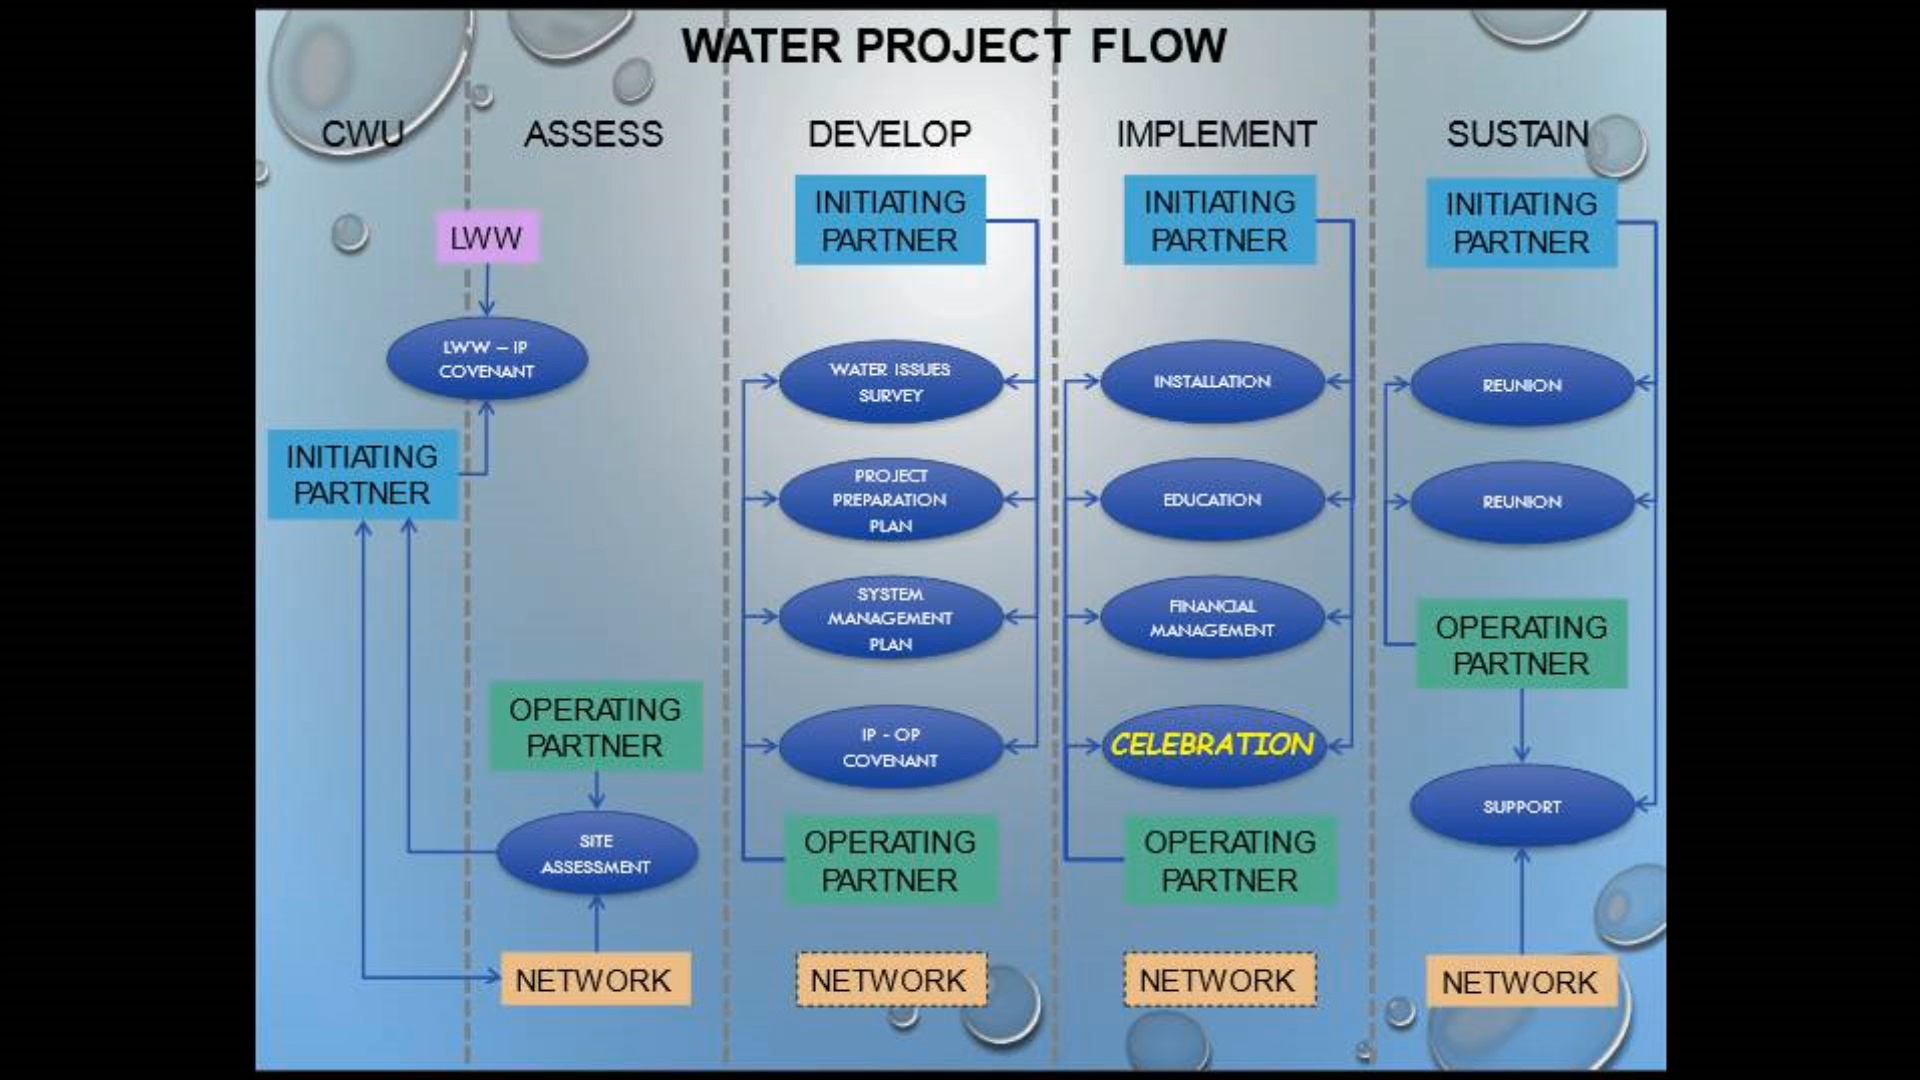 WATER PROJECT FLOW
CWU
ASSESS
DEVELOP
IMPLEMENT
SUSTAIN
LWW
LWW – IP
COVENANT
INITIATING
PARTNER
OPERATING
PARTNER
SITE
ASSESSMENT
NETWORK
INITIATING
PARTNER
WATER ISSUES
SURVEY
PROJECT
PREPARATION
PLAN
SYSTEM
MANAGEMENT
PLAN
IP - OP
COVENANT
OPERATING
PARTNER
NETWORK
INITIATING
PARTNER
INSTALLATION
EDUCATION
FINANCIAL
MANAGEMENT
CELEBRATION
OPERATING
PARTNER
NETWORK
INITIATING
PARTNER
REUNION
REUNION
OPERATING
PARTNER
SUPPORT
NETWORK